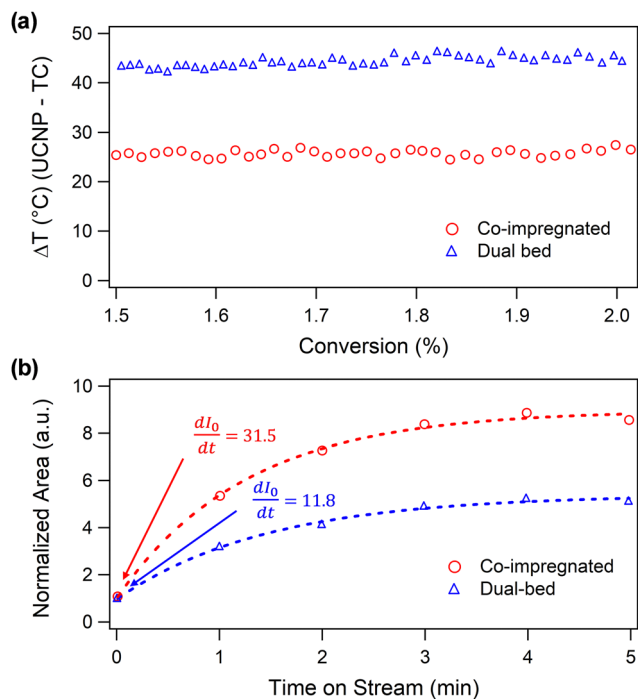 (a)
50
40
30
20
10
0
ΔT (°C) (UCNP - TC)
Co-impregnated
Dual bed
1.5 1.6 1.7 1.8 1.9 2.0
Conversion (%)
(b)
10
8
6
4
2
0
Normalized Area (a.u.)
dI₀/dt = 31.5
dI₀/dt = 11.8
Co-impregnated
Dual-bed
0 1 2 3 4 5
Time on Stream (min)